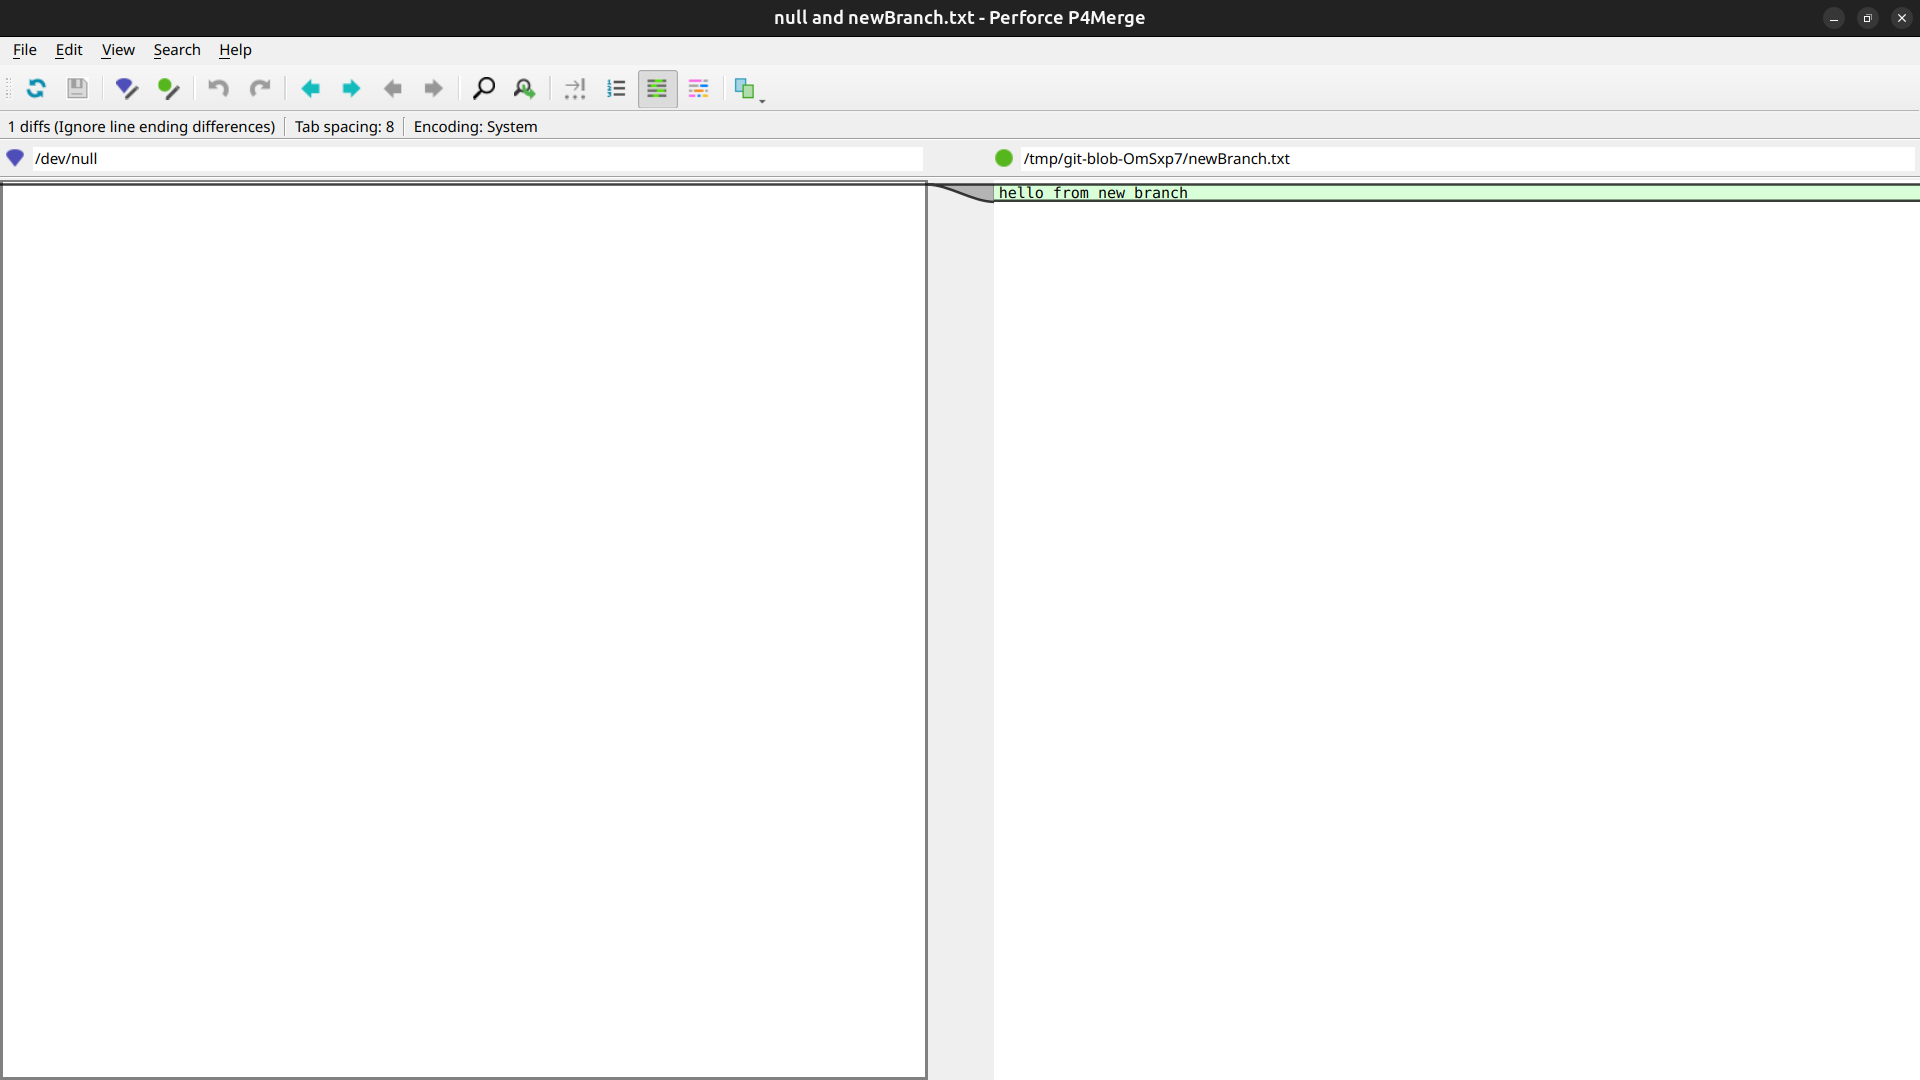 null and newBranch.txt - Perforce P4Merge
File Edit View Search Help
1 diffs (Ignore line ending differences) Tab spacing: 8 Encoding: System
/dev/null
/tmp/git-blob-OmSxp7/newBranch.txt
hello from new branch